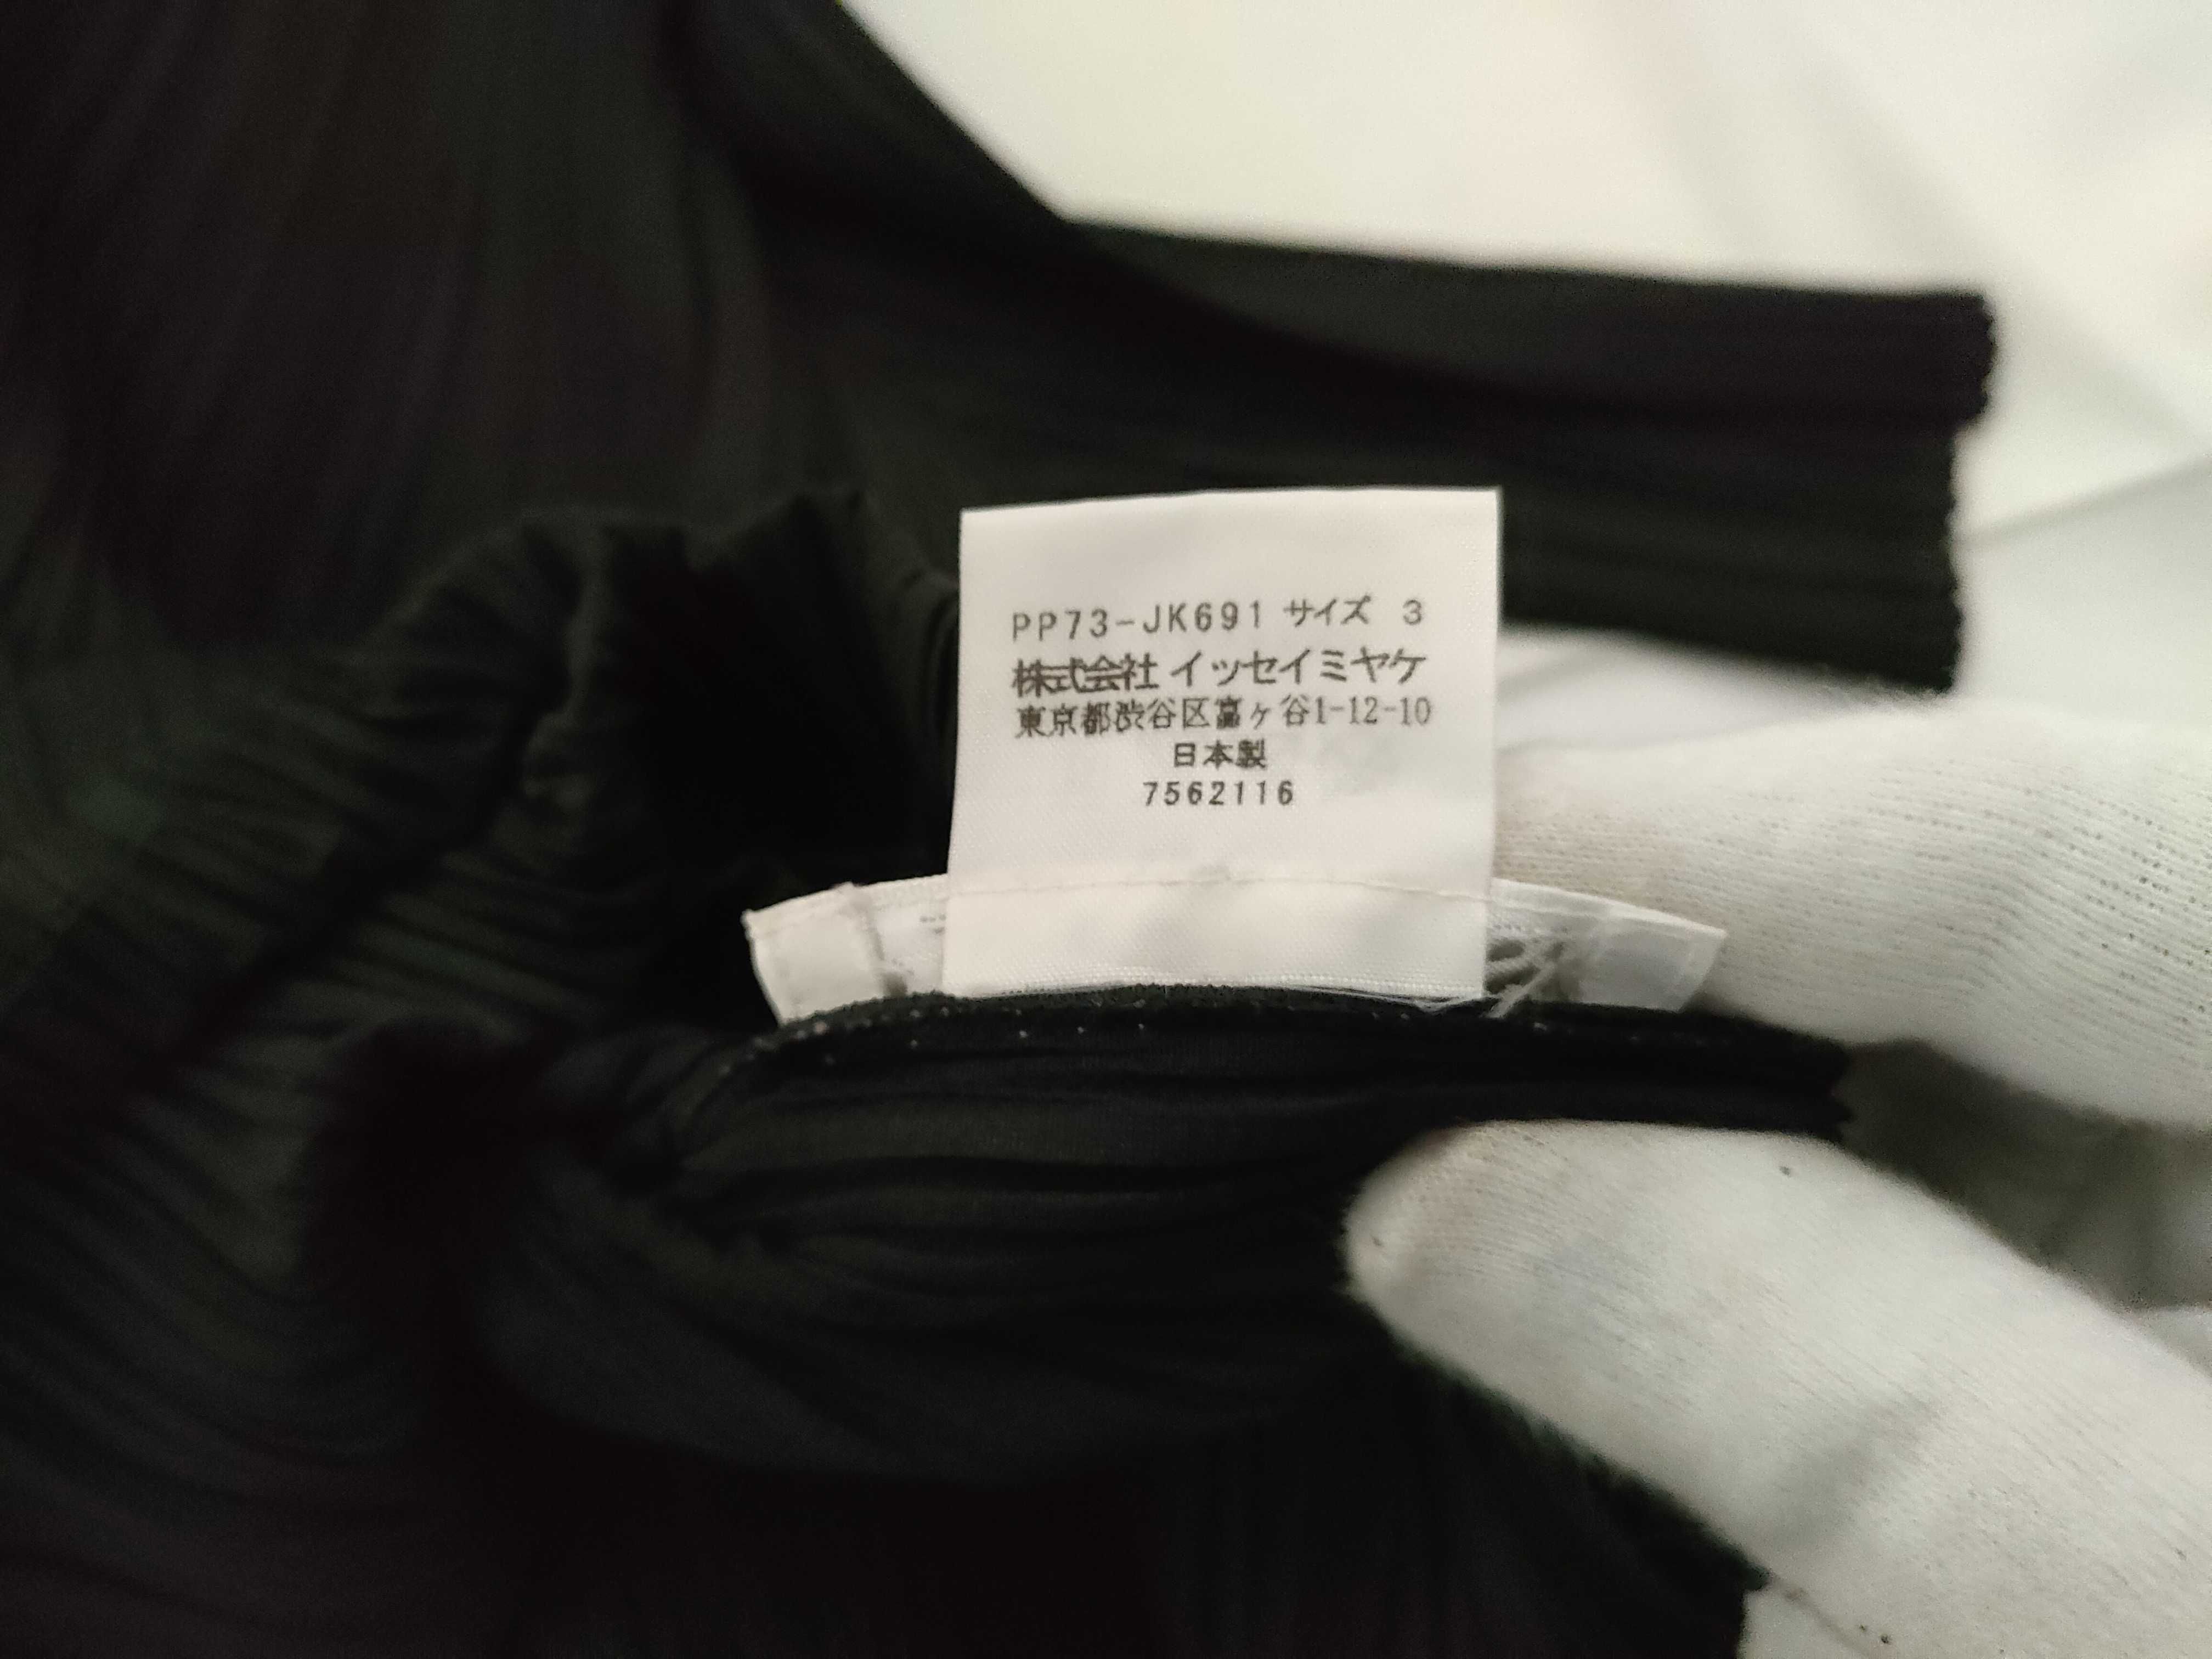 PP73-JK691 サイズ 3
株式会社 イッセイミヤケ
東京都渋谷区富ヶ谷1-12-10
日本製
7562116